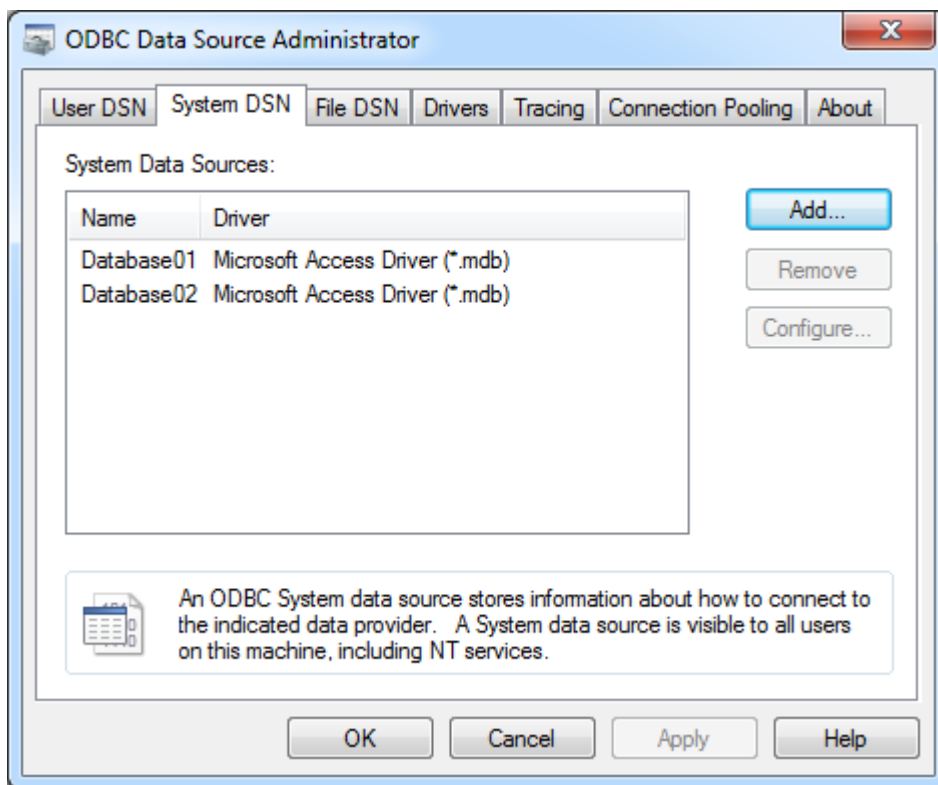 ODBC Data Source Administrator
User DSN System DSN File DSN Drivers Tracing Connection Pooling About
System Data Sources:
Name Driver
Database01 Microsoft Access Driver (*.mdb)
Database02 Microsoft Access Driver (*.mdb)
Add...
Remove
Configure...
An ODBC System data source stores information about how to connect to
the indicated data provider. A System data source is visible to all users
on this machine, including NT services.
OK Cancel Apply Help